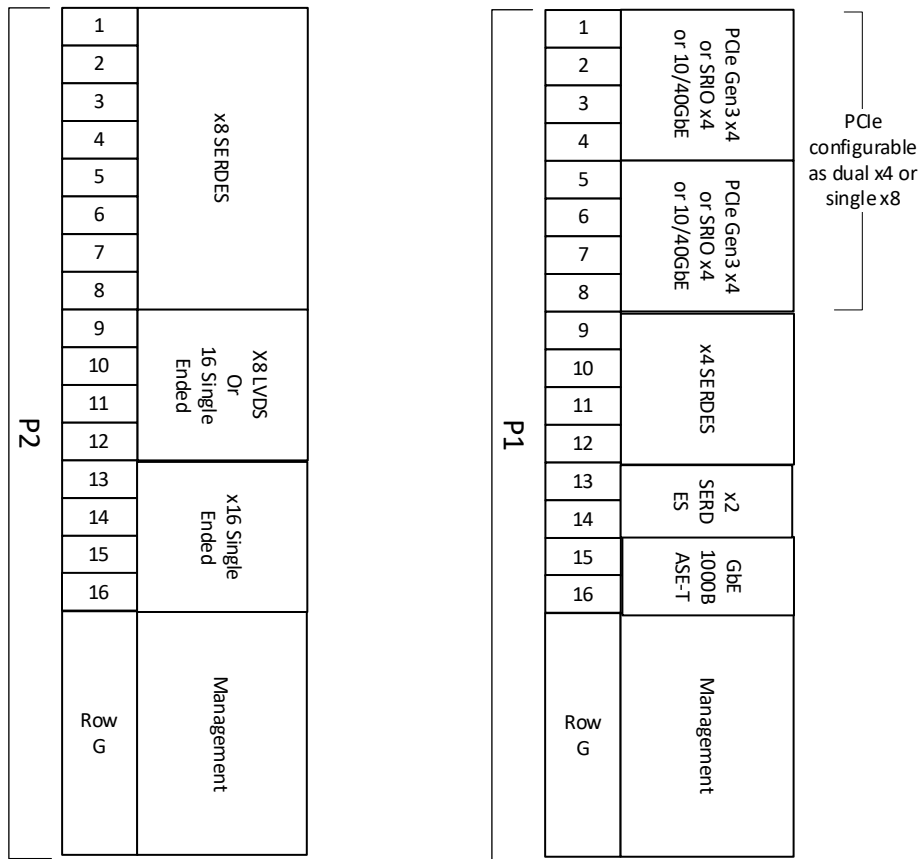 P2
1
2
3
4
5
6
7
8
9
10
11
12
13
14
15
16
Row
G
x8 SERDES
X8 LVDS
Or
16 Single
Ended
x16 Single
Ended
Management
P1
1
2
3
4
5
6
7
8
9
10
11
12
13
14
15
16
Row
G
PCIe Gen3 x4
or SRIO x4
or 10/40GbE
PCIe Gen3 x4
or SRIO x4
or 10/40GbE
x4 SERDES
x2
SERD
ES
GbE
1000B
ASE-T
Management
PCIe
configurable
as dual x4 or
single x8